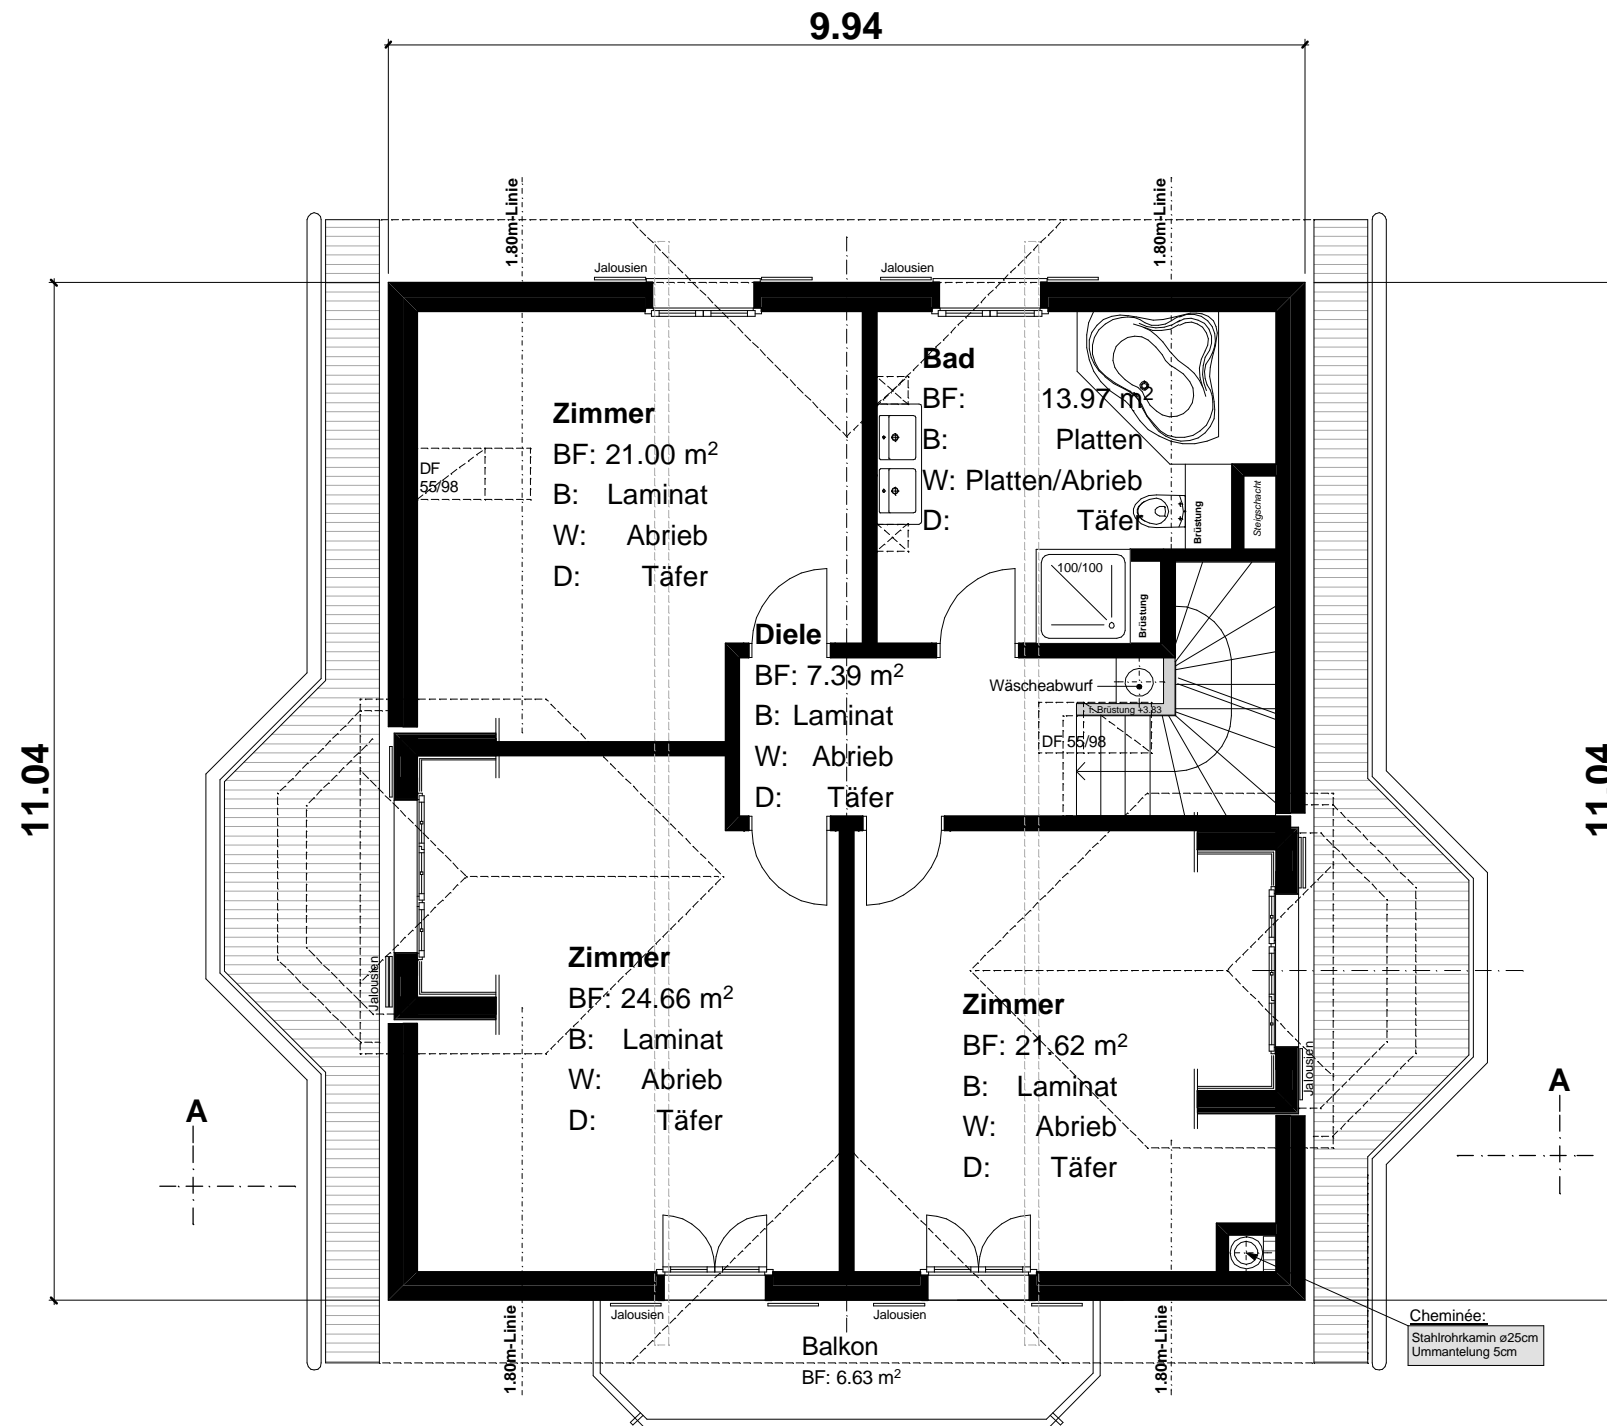 9.94
1.80m-Linie
1.80m-Linie
Jalousien
Jalousien
Bad
BF: 13.97 m²
B: Platten
W: Platten/Abrieb
D: Täfer
Zimmer
BF: 21.00 m²
B: Laminat
W: Abrieb
D: Täfer
DF
55/98
Brüstung
Steigschacht
100/100
Brüstung
Diele
BF: 7.39 m²
B: Laminat
W: Abrieb
D: Täfer
Wäscheabwurf
Brüstung +3.83
DF 55/98
11.04
11.04
Jalousien
Zimmer
BF: 24.66 m²
B: Laminat
W: Abrieb
D: Täfer
Zimmer
BF: 21.62 m²
B: Laminat
W: Abrieb
D: Täfer
Jalousien
A
A
Jalousien
Jalousien
1.80m-Linie
1.80m-Linie
Balkon
BF: 6.63 m²
Cheminée:
Stahlrohrkamin ø25cm
Ummantelung 5cm